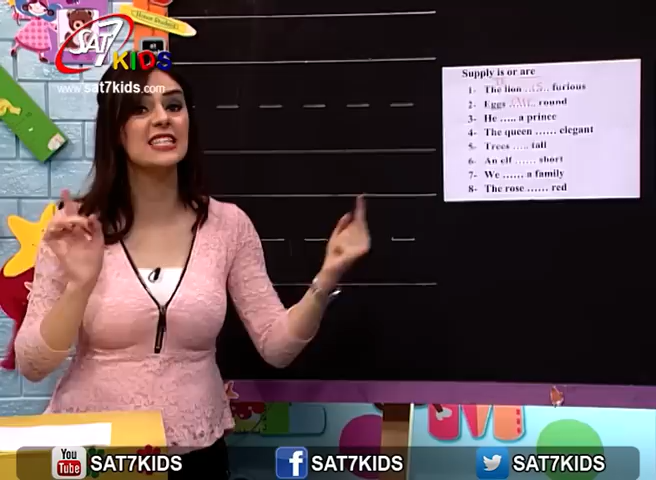 SAT7
KIDS
www.sat7kids.com
Supply is or are
1- The lion ...is... furious
2- Eggs ...are... round
3- He ..... a prince
4- The queen ...... elegant
5- Trees ..... tall
6- An elf ...... short
7- We ...... a family
8- The rose ...... red
You Tube SAT7KIDS
f SAT7KIDS
SAT7KIDS